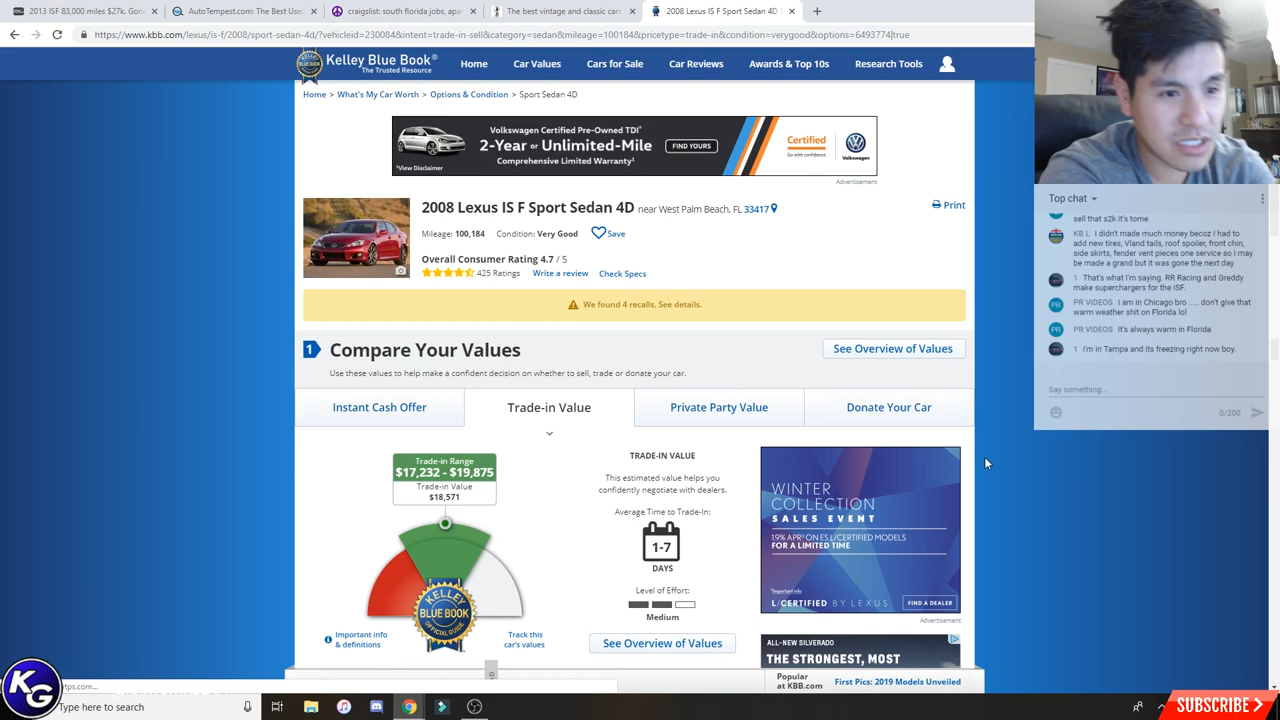 2013 ISF 83,000 miles $27k. Gone
AutoTempest.com: The Best Used
craigslist: south florida jobs, apar
The best vintage and classic cars
2008 Lexus IS F Sport Sedan 4D
https://www.kbb.com/lexus/is-f/2008/sport-sedan-4d/?vehicleid=230084&intent=trade-in-sell&category=sedan&mileage=100184&pricetype=trade-in&condition=verygood&options=6493774|true
Kelley Blue Book®
The Trusted Resource
Home
Car Values
Cars for Sale
Car Reviews
Awards & Top 10s
Research Tools
Home > What's My Car Worth > Options & Condition > Sport Sedan 4D
Volkswagen Certified Pre-Owned TDI®
2-Year or Unlimited-Mile
Comprehensive Limited Warranty
*View Disclaimer
FIND YOURS
Certified
Go with confidence.
Volkswagen
Advertisement
2008 Lexus IS F Sport Sedan 4D near West Palm Beach, FL 33417
Print
Mileage: 100,184 Condition: Very Good Save
Overall Consumer Rating 4.7 / 5
425 Ratings Write a review Check Specs
We found 4 recalls. See details.
1 Compare Your Values
See Overview of Values
Use these values to help make a confident decision on whether to sell, trade or donate your car.
Instant Cash Offer
Trade-in Value
Private Party Value
Donate Your Car
Trade-in Range
$17,232 - $19,875
Trade-in Value
$18,571
KELLEY
BLUE BOOK
OFFICIAL GUIDE
Important info
& definitions
Track this
car's values
TRADE-IN VALUE
This estimated value helps you
confidently negotiate with dealers.
Average Time to Trade-In:
1-7
DAYS
Level of Effort:
Medium
See Overview of Values
WINTER
COLLECTION
SALES EVENT
1.9% APR
FOR A LIMITED TIME
L/CERTIFIED BY LEXUS
FIND A DEALER
Advertisement
ALL-NEW SILVERADO
THE STRONGEST, MOST
Popular
at KBB.com
First Pics: 2019 Models Unveiled
Top chat
sell that s2k it's tome
KB L I didn't made much money becoz I had to
add new tires, Vland tails, roof spoiler, front chin,
side skirts, fender vent pieces one service so I may
be made a grand but it was gone the next day
1 That's what I'm saying. RR Racing and Greddy
make superchargers for the ISF.
PR VIDEOS I am in Chicago bro ..... don't give that
warm weather shit on Florida lol
PR VIDEOS It's always warm in Florida
1 I'm in Tampa and its freezing right now boy.
Say something...
0/200
KG
Type here to search
SUBSCRIBE